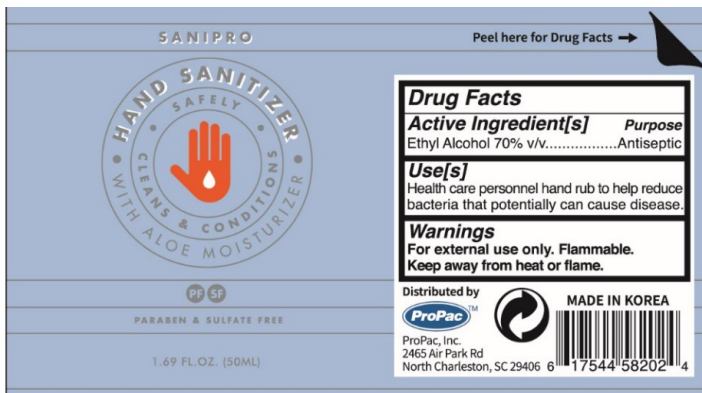 SANIPRO
HAND SANITIZER
SAFELY
CLEANS & CONDITIONS
WITH ALOE MOISTURIZER
PF SF
PARABEN & SULFATE FREE
1.69 FL.OZ. (50ML)
Peel here for Drug Facts
Drug Facts
Active Ingredient[s] Purpose
Ethyl Alcohol 70% v/v.................Antiseptic
Use[s]
Health care personnel hand rub to help reduce
bacteria that potentially can cause disease.
Warnings
For external use only. Flammable.
Keep away from heat or flame.
Distributed by
ProPac™
ProPac, Inc.
2465 Air Park Rd
North Charleston, SC 29406
MADE IN KOREA
6 17544 58202 4